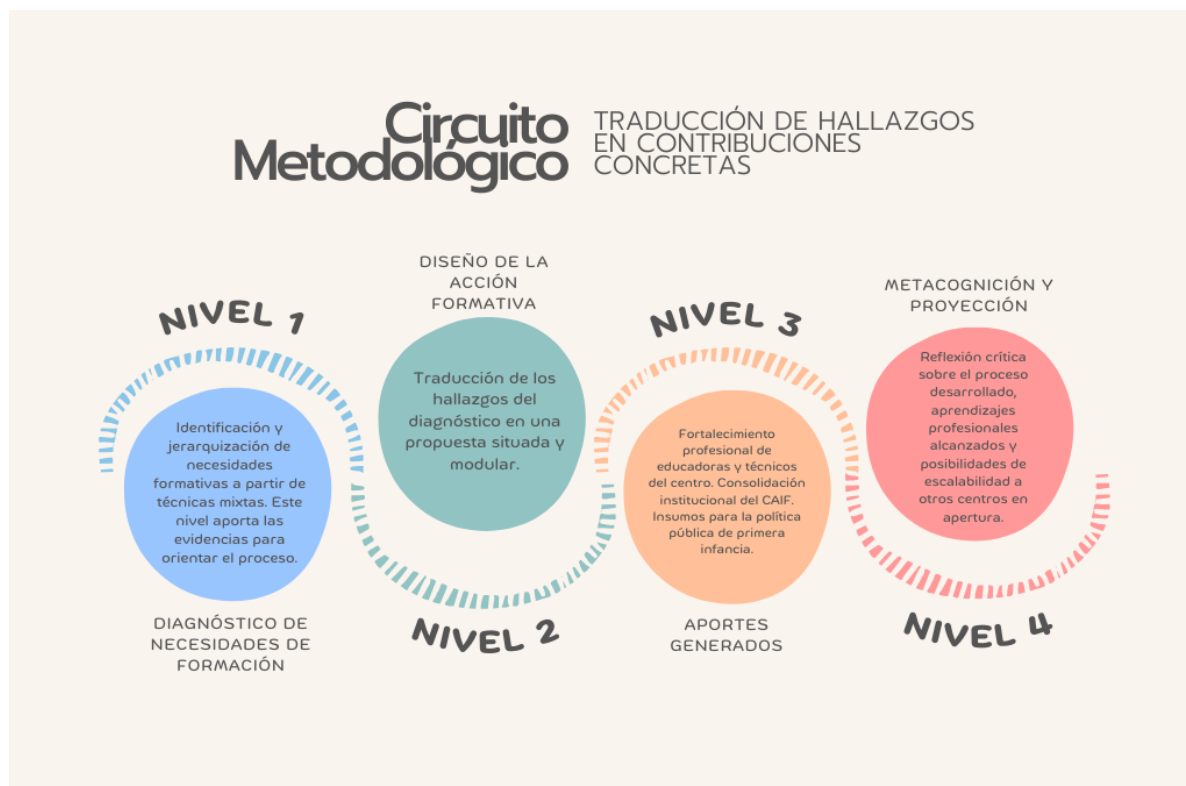 Circuito
Metodológico
TRADUCCIÓN DE HALLAZGOS
EN CONTRIBUCIONES
CONCRETAS
NIVEL 1
Identificación y
jerarquización de
necesidades
formativas a partir de
técnicas mixtas. Este
nivel aporta las
evidencias para
orientar el proceso.
DIAGNÓSTICO DE
NECESIDADES DE
FORMACIÓN
DISEÑO DE LA
ACCIÓN
FORMATIVA
Traducción de los
hallazgos del
diagnóstico en una
propuesta situada y
modular.
NIVEL 2
NIVEL 3
Fortalecimiento
profesional de
educadoras y técnicos
del centro. Consolidación
institucional del CAIF.
Insumos para la política
pública de primera
infancia.
APORTES
GENERADOS
METACOGNICIÓN Y
PROYECCIÓN
Reflexión crítica
sobre el proceso
desarrollado,
aprendizajes
profesionales
alcanzados y
posibilidades de
escalabilidad a
otros centros en
apertura.
NIVEL 4